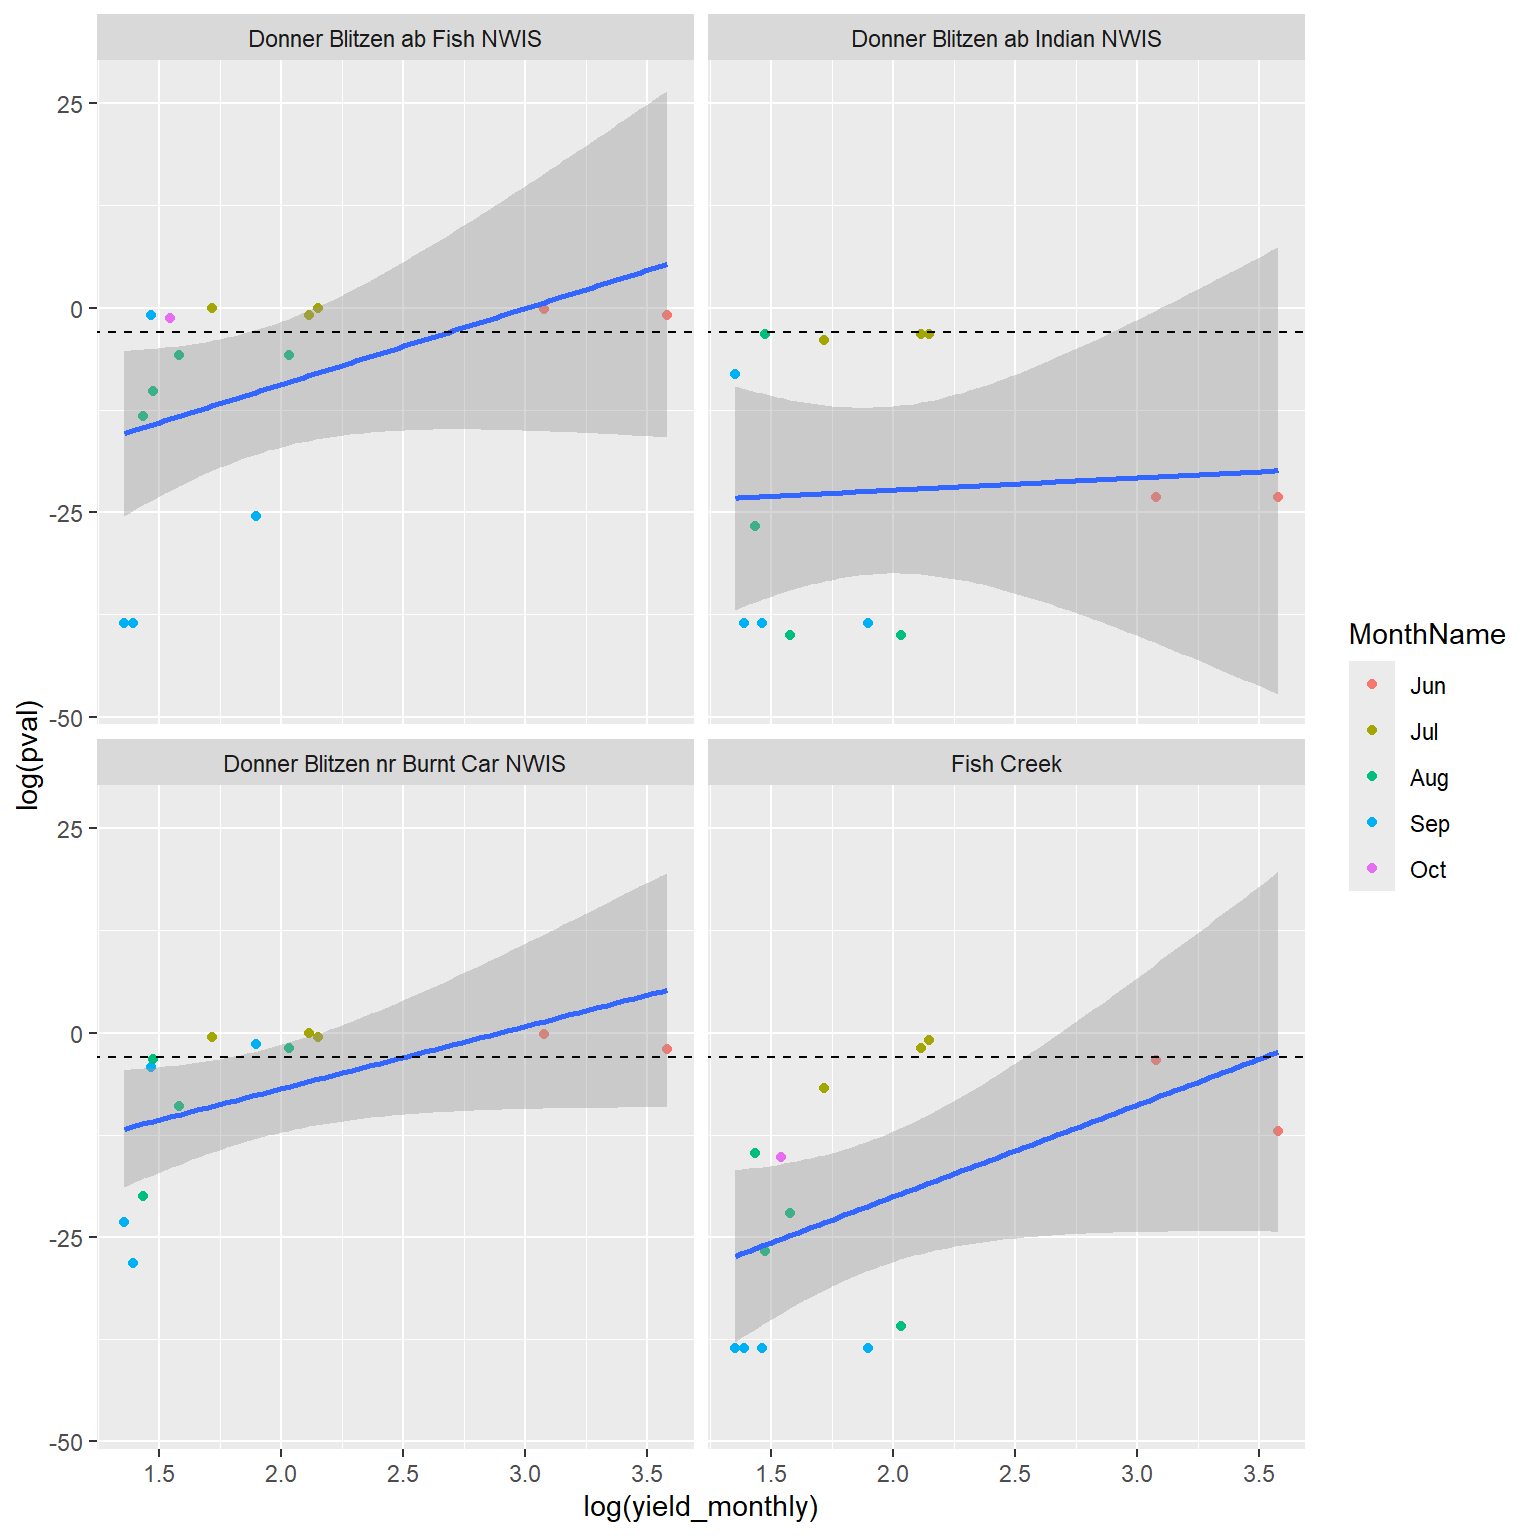 Donner Blitzen ab Fish NWIS
Donner Blitzen ab Indian NWIS
25
0
-25
-50
Donner Blitzen nr Burnt Car NWIS
Fish Creek
25
0
-25
-50
1.5 2.0 2.5 3.0 3.5
1.5 2.0 2.5 3.0 3.5
log(yield_monthly)
log(pval)
MonthName
Jun
Jul
Aug
Sep
Oct